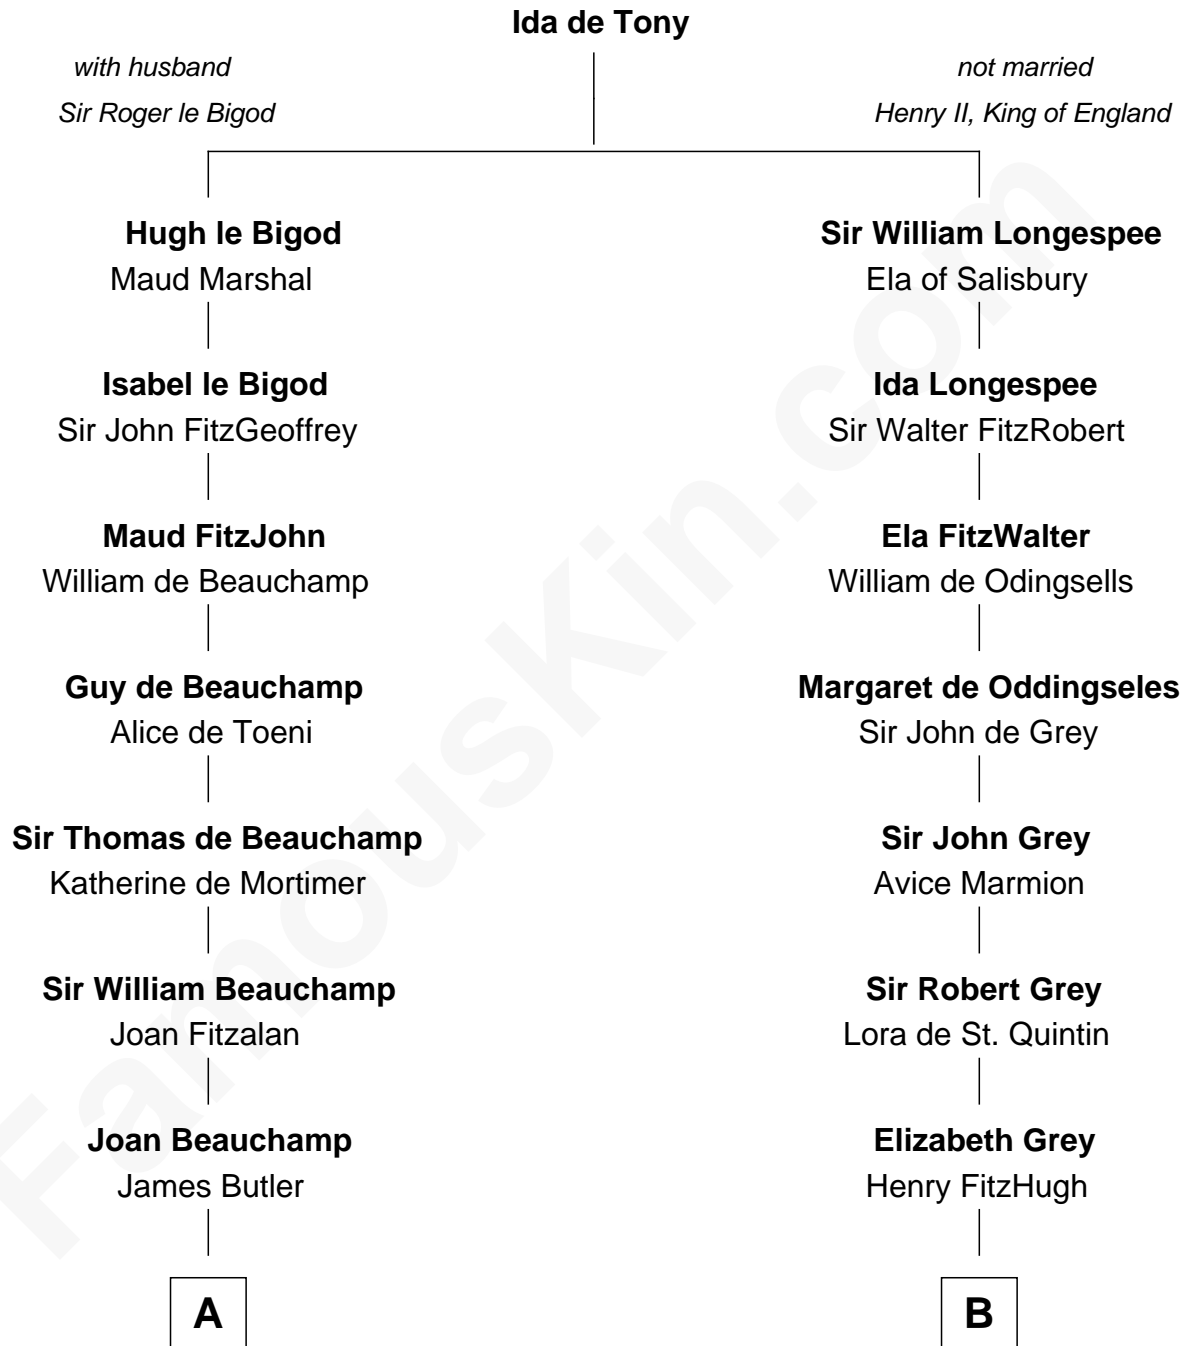 Ida de Tony
with husband
Sir Roger le Bigod
not married
Henry II, King of England
Hugh le Bigod
Maud Marshal
Sir William Longespee
Ela of Salisbury
Isabel le Bigod
Sir John FitzGeoffrey
Ida Longespee
Sir Walter FitzRobert
Maud FitzJohn
William de Beauchamp
Ela FitzWalter
William de Odingsells
Guy de Beauchamp
Alice de Toeni
Margaret de Oddingseles
Sir John de Grey
Sir Thomas de Beauchamp
Katherine de Mortimer
Sir John Grey
Avice Marmion
Sir William Beauchamp
Joan Fitzalan
Sir Robert Grey
Lora de St. Quintin
Joan Beauchamp
James Butler
Elizabeth Grey
Henry FitzHugh
A
B
FamousKin.com